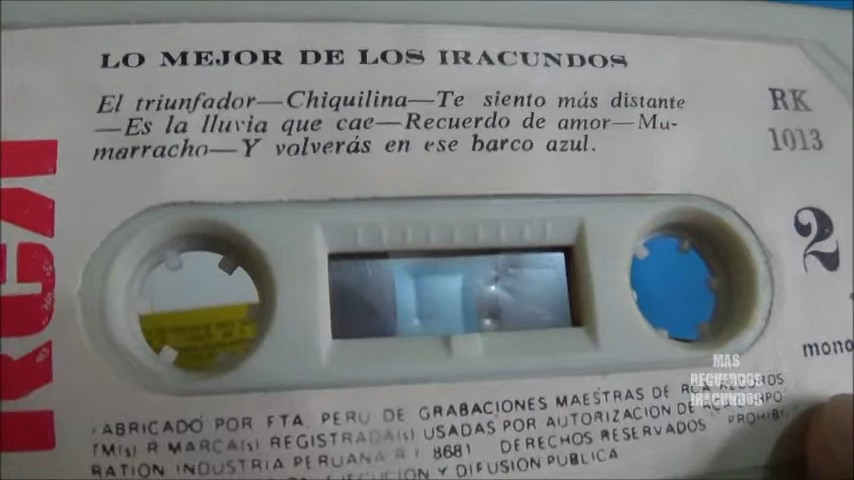 LO MEJOR DE LOS IRACUNDOS
El triunfador—Chiquilina—Te siento más distante
—Es la lluvia que cae—Recuerdo de amor—Mu-
marracho—Y volverás en ese barco azul.
RK
1013
RCA
2
mono
MAS
RECUERDOS
IRACUNDOS
FABRICADO POR FTA. PERU DE GRABACIONES MAESTRAS DE RCA
TM(s) R MARCA(s) REGISTRADA(s) USADAS POR AUTORIZACION DE
RATION INDUSTRIA PERUANA R I 8681 DERECHOS RESERVADOS PROHIBI
EJECUCION Y DIFUSION PUBLICA